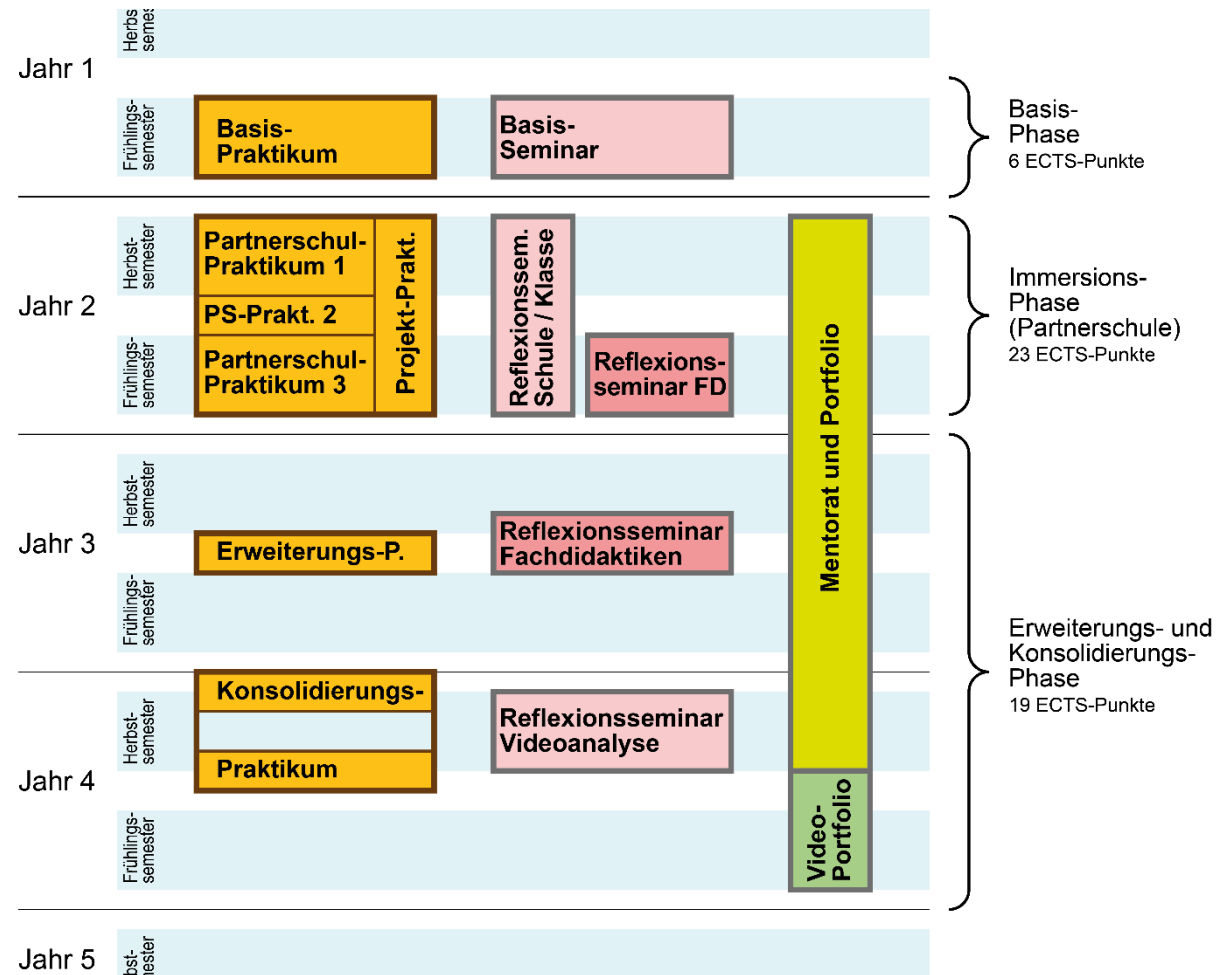 Jahr 1
Frühlings-
semester
Basis-
Praktikum
Basis-
Seminar
Basis-
Phase
6 ECTS-Punkte
Jahr 2
Herbst-
semester
Frühlings-
semester
Partnerschul-
Praktikum 1
PS-Prakt. 2
Partnerschul-
Praktikum 3
Projekt-Prakt.
Reflexionssem.
Schule / Klasse
Reflexions-
seminar FD
Mentorat und Portfolio
Immersions-
Phase
(Partnerschule)
23 ECTS-Punkte
Jahr 3
Herbst-
semester
Erweiterungs-P.
Reflexionsseminar
Fachdidaktiken
Frühlings-
semester
Erweiterungs- und
Konsolidierungs-
Phase
19 ECTS-Punkte
Jahr 4
Herbst-
semester
Konsolidierungs-
Praktikum
Reflexionsseminar
Videoanalyse
Frühlings-
semester
Video-
Portfolio
Jahr 5